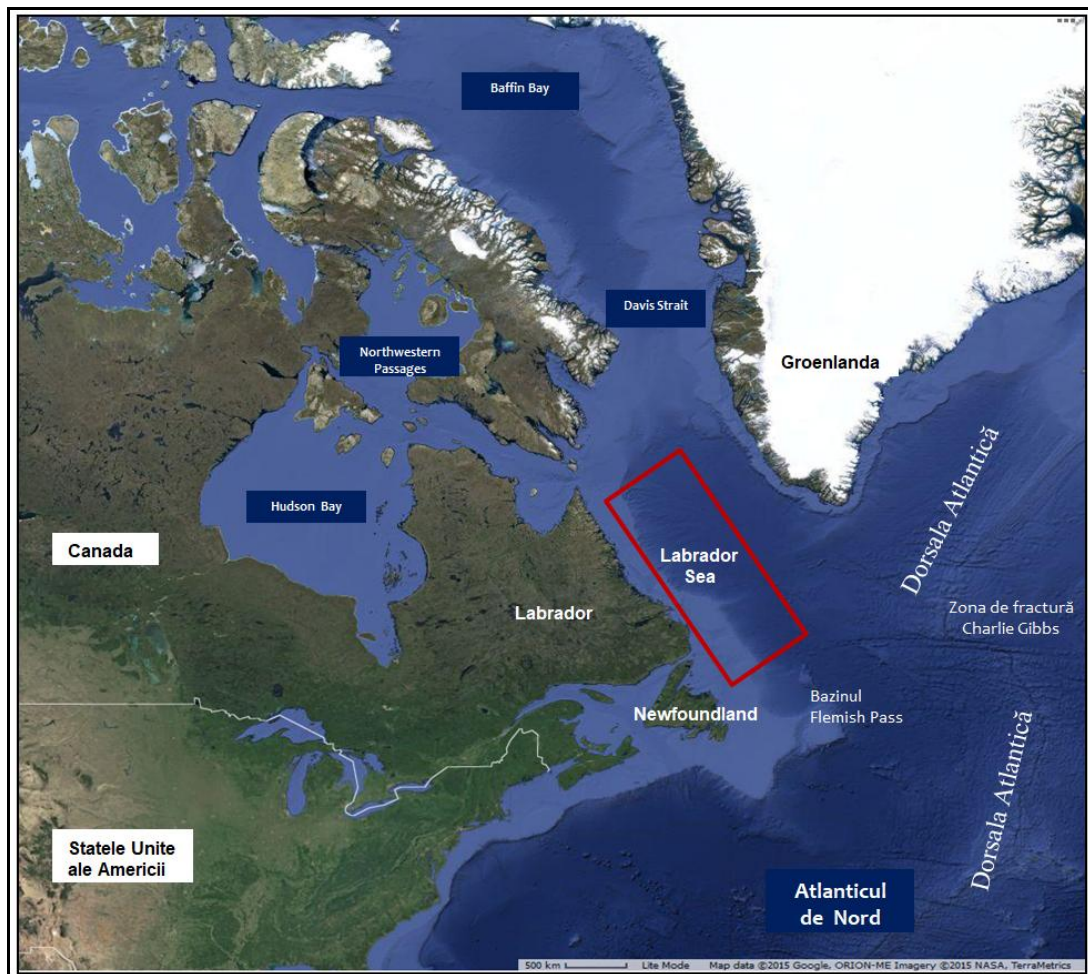 Baffin Bay
Davis Strait
Groenlanda
Northwestern
Passages
Dorsala Atlantică
Hudson Bay
Canada
Labrador
Sea
Labrador
Zona de fractură
Charlie Gibbs
Newfoundland
Bazinul
Flemish Pass
Dorsala Atlantică
Statele Unite
ale Americii
Atlanticul
de Nord
500 km Lite Mode Map data ©2015 Google, ORION-ME Imagery ©2015 NASA, TerraMetrics